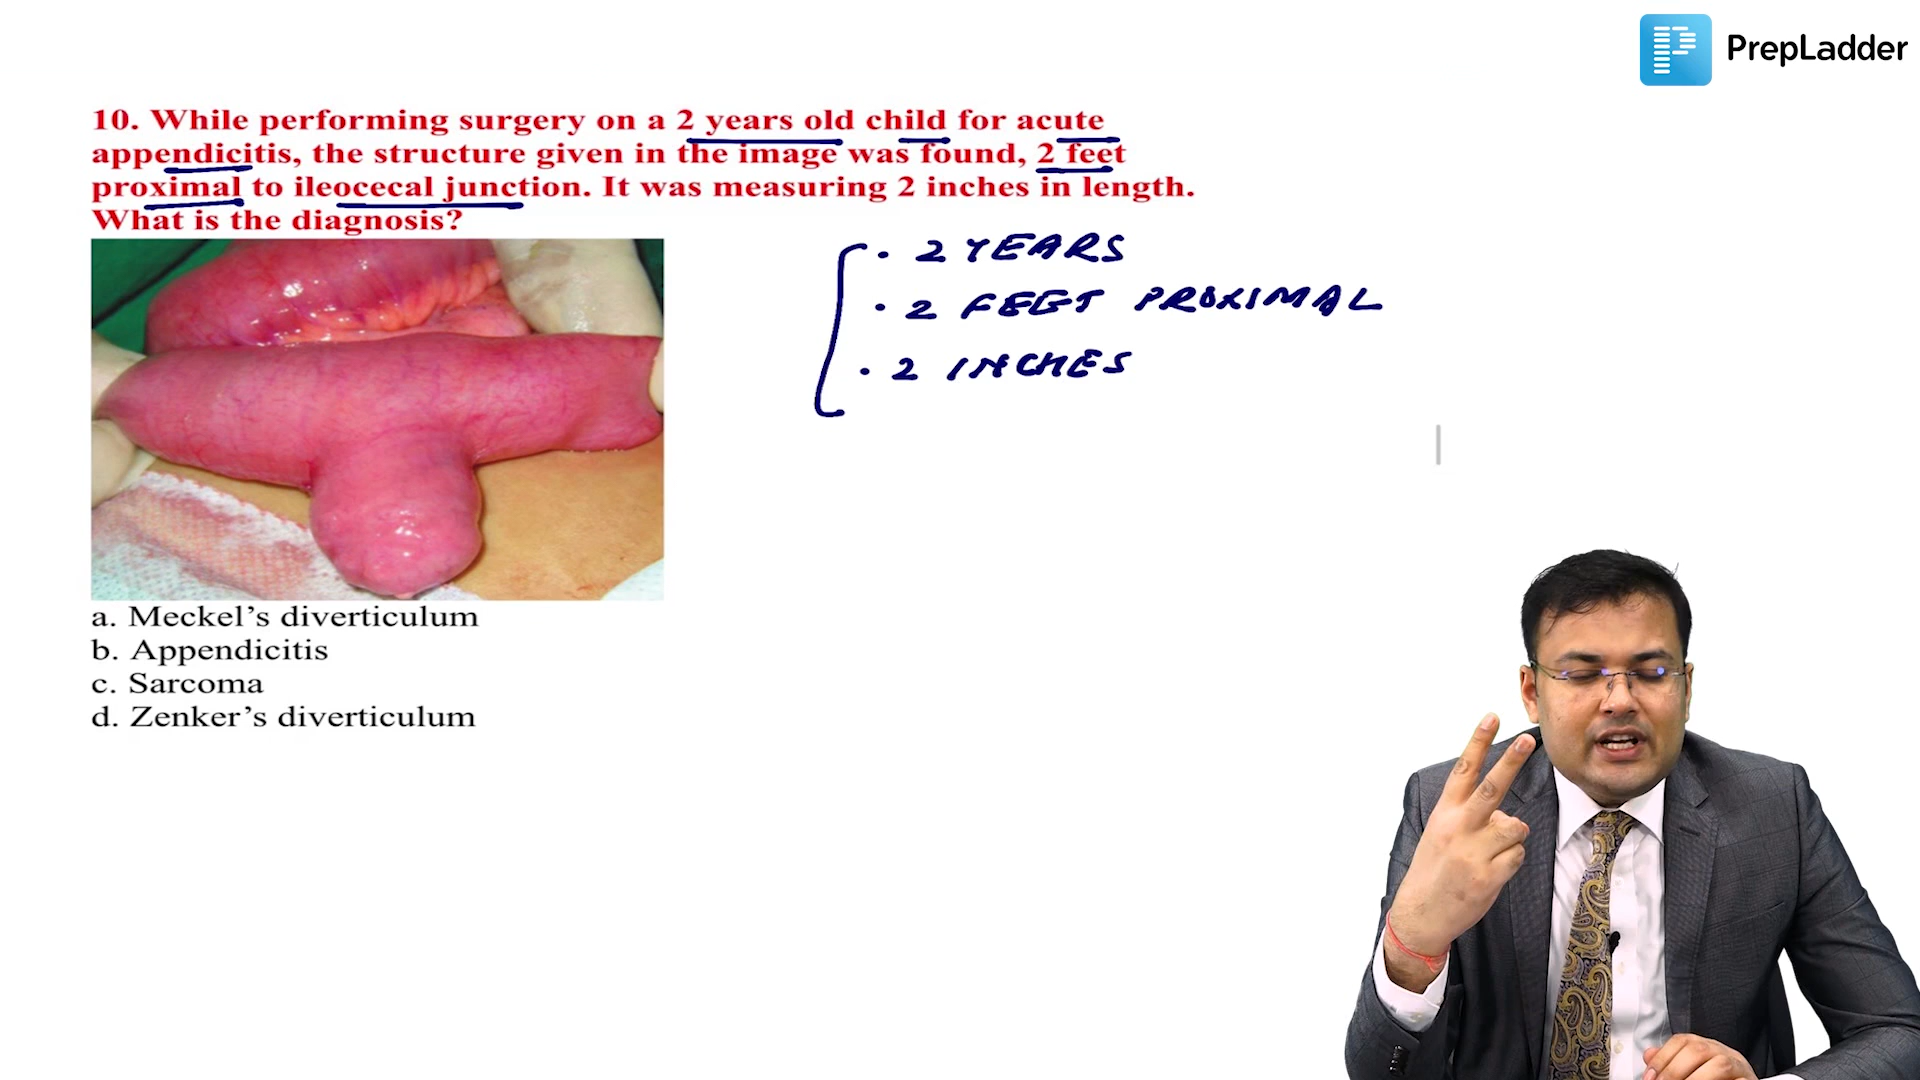 PrepLadder
10. While performing surgery on a 2 years old child for acute
appendicitis, the structure given in the image was found, 2 feet
proximal to ileocecal junction. It was measuring 2 inches in length.
What is the diagnosis?
• 2 YEARS
• 2 FEET PROXIMAL
• 2 INCHES
a. Meckel’s diverticulum
b. Appendicitis
c. Sarcoma
d. Zenker’s diverticulum